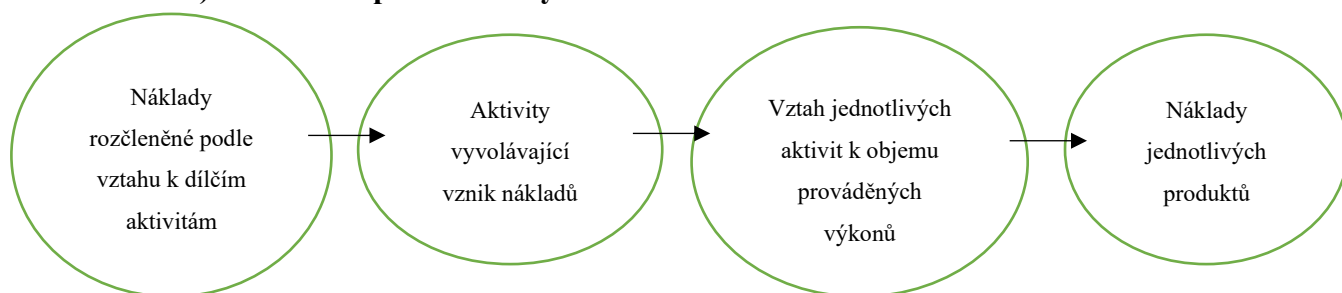 Náklady
rozčleněné podle
vztahu k dílčím
aktivitám
Aktivity
vyvolávající
vznik nákladů
Vztah jednotlivých
aktivit k objemu
prováděných
výkonů
Náklady
jednotlivých
produktů